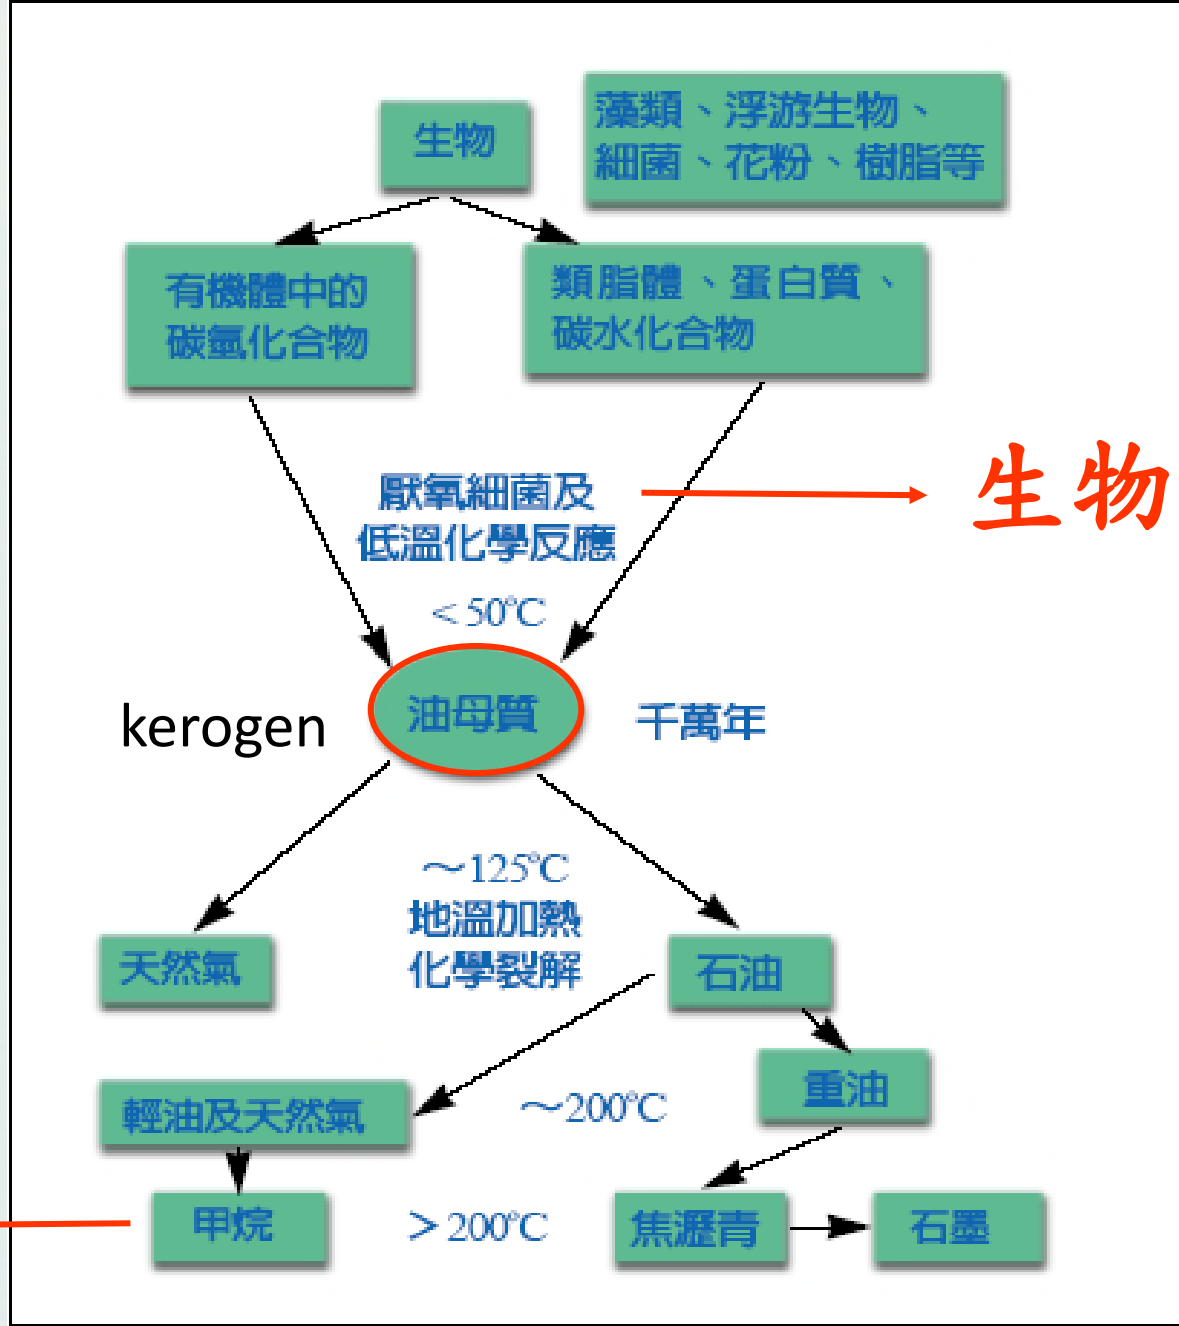 生物
藻類、浮游生物、
細菌、花粉、樹脂等
有機體中的
碳氫化合物
類脂體、蛋白質、
碳水化合物
厭氧細菌及
低溫化學反應
生物
<50℃
kerogen
油母質
千萬年
～125℃
地溫加熱
化學裂解
天然氣
石油
重油
輕油及天然氣
～200℃
甲烷
>200℃
焦瀝青
石墨